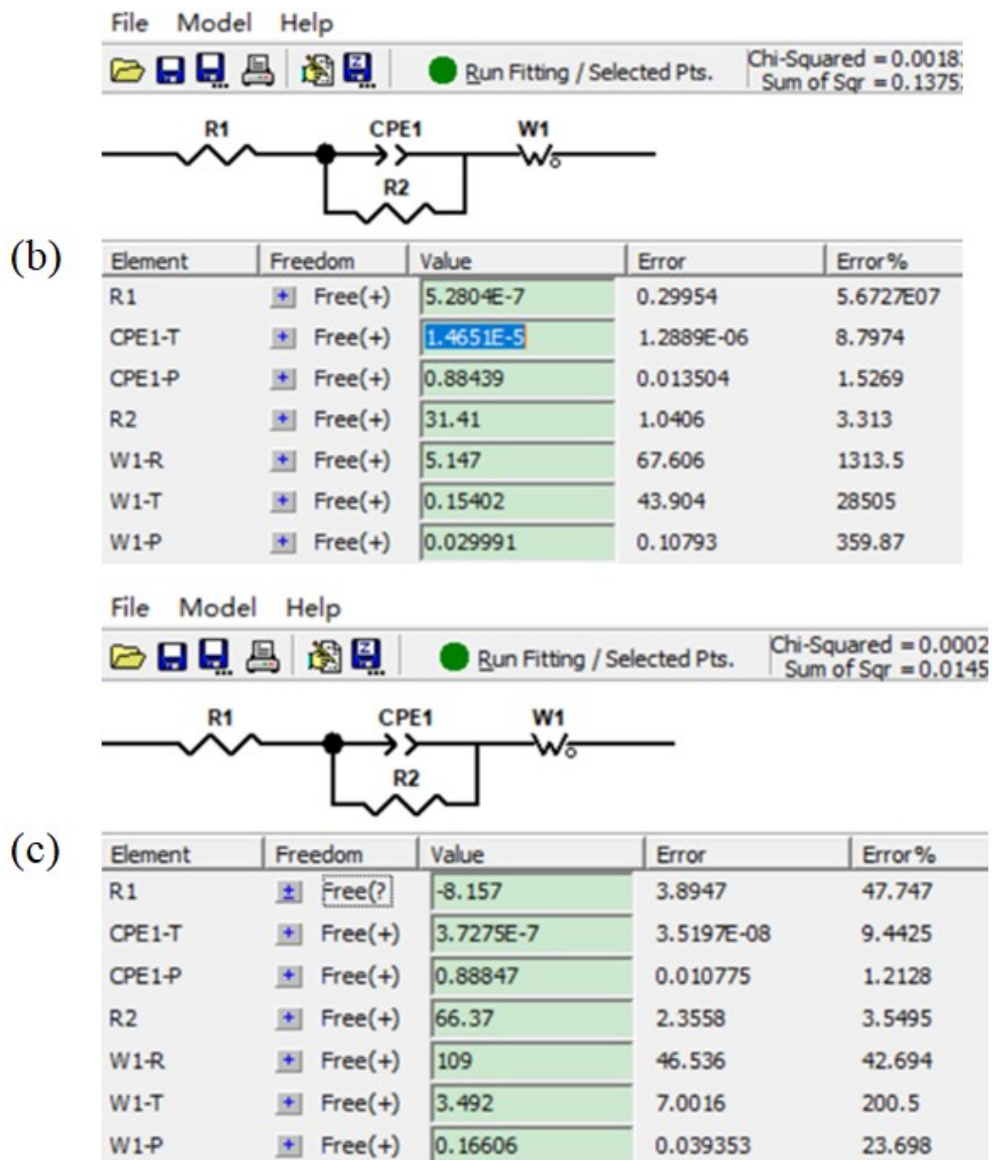 File Model Help
Run Fitting / Selected Pts.
Chi-Squared = 0.0018
Sum of Sqr = 0.1375
R1
CPE1
W1
R2
(b)
Element Freedom Value Error Error%
R1 + Free(+) 5.2804E-7 0.29954 5.6727E07
CPE1-T + Free(+) 1.4651E-5 1.2889E-06 8.7974
CPE1-P + Free(+) 0.88439 0.013504 1.5269
R2 + Free(+) 31.41 1.0406 3.313
W1-R + Free(+) 5.147 67.606 1313.5
W1-T + Free(+) 0.15402 43.904 28505
W1-P + Free(+) 0.029991 0.10793 359.87
File Model Help
Run Fitting / Selected Pts.
Chi-Squared = 0.0002
Sum of Sqr = 0.0145
R1
CPE1
W1
R2
(c)
Element Freedom Value Error Error%
R1 ± Free(? -8.157 3.8947 47.747
CPE1-T + Free(+) 3.7275E-7 3.5197E-08 9.4425
CPE1-P + Free(+) 0.88847 0.010775 1.2128
R2 + Free(+) 66.37 2.3558 3.5495
W1-R + Free(+) 109 46.536 42.694
W1-T + Free(+) 3.492 7.0016 200.5
W1-P + Free(+) 0.16606 0.039353 23.698